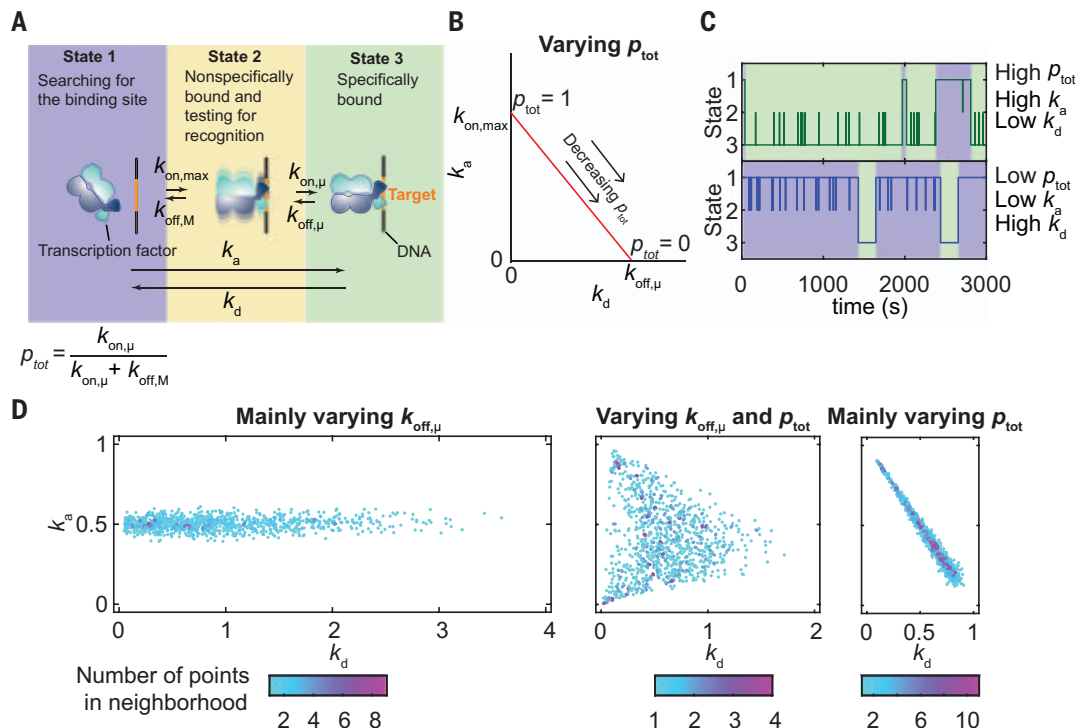 A
State 1
Searching for
the binding site
State 2
Nonspecifically
bound and
testing for
recognition
State 3
Specifically
bound
k_on,max
k_off,M
k_on,μ
k_off,μ
Target
Transcription factor
DNA
k_a
k_d
p_tot = k_on,μ / k_on,μ + k_off,M
B
Varying p_tot
p_tot = 1
k_on,max
k_a
Decreasing p_tot
p_tot = 0
0
0
k_off,μ
k_d
C
State
1
2
3
High p_tot
High k_a
Low k_d
State
1
2
3
Low p_tot
Low k_a
High k_d
0 1000 2000 3000
time (s)
D
Mainly varying k_off,μ
k_a
1
0.5
0
0 1 2 3 4
k_d
Varying k_off,μ and p_tot
0 1 2
k_d
Mainly varying p_tot
0 0.5 1
k_d
Number of points
in neighborhood
2 4 6 8
1 2 3 4
2 6 10